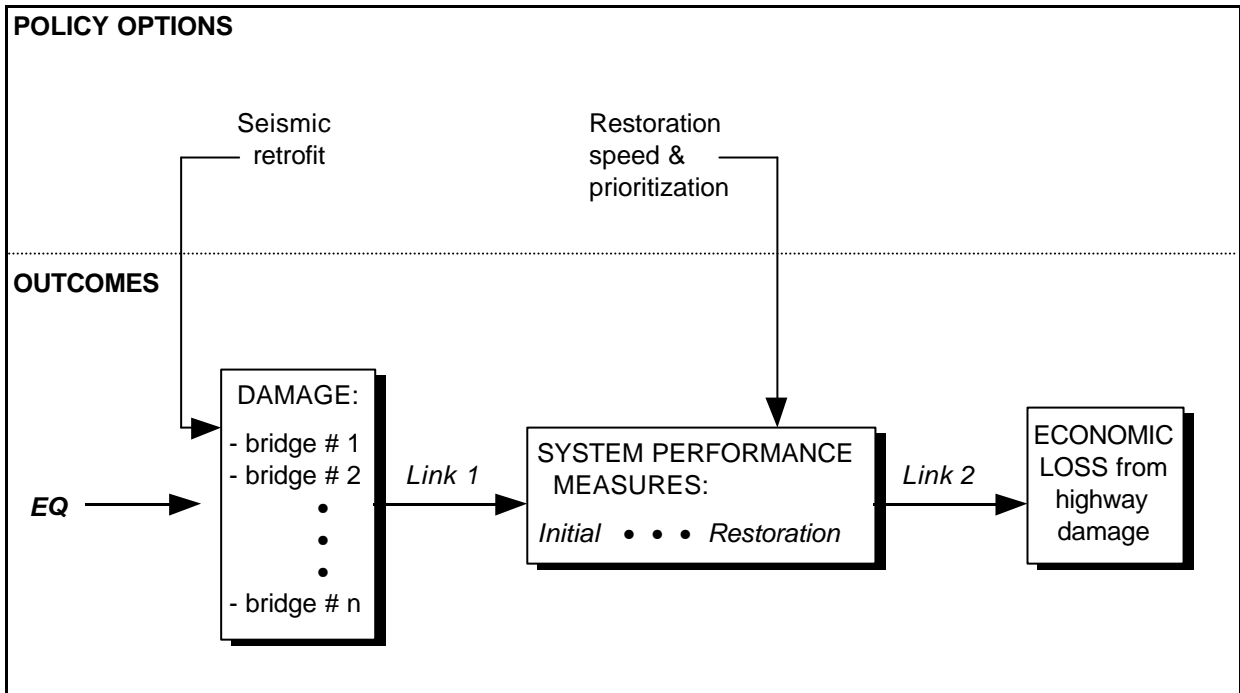 POLICY OPTIONS
Seismic
retrofit
Restoration
speed &
prioritization
OUTCOMES
EQ
DAMAGE:
- bridge # 1
- bridge # 2
•
•
•
- bridge # n
Link 1
SYSTEM PERFORMANCE
MEASURES:
Initial • • • Restoration
Link 2
ECONOMIC
LOSS from
highway
damage